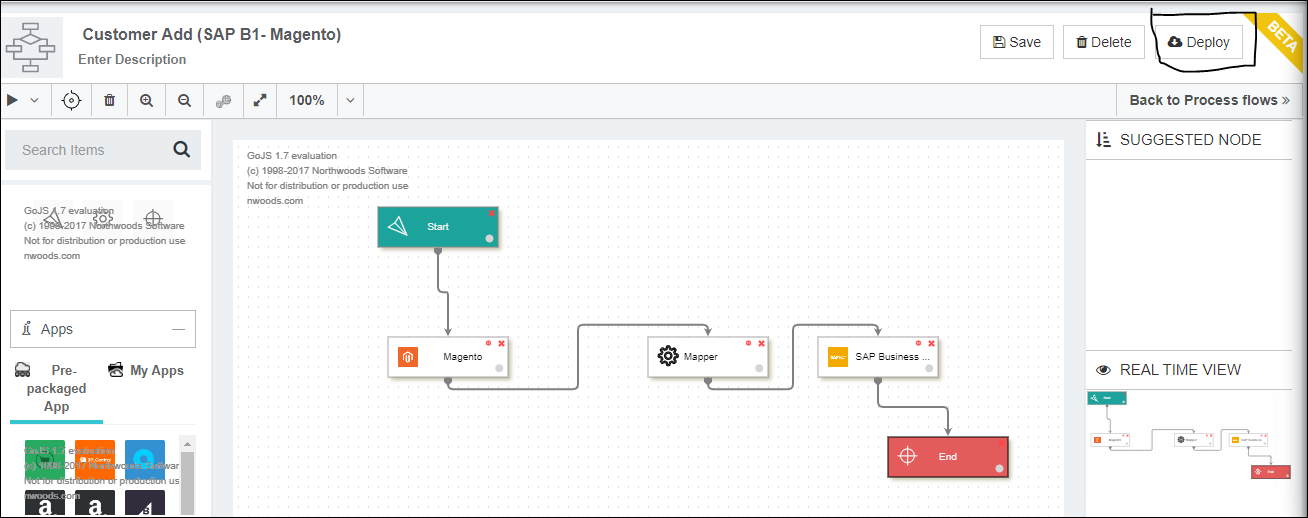 Customer Add (SAP B1- Magento)
Enter Description
Save
Delete
Deploy
BETA
100%
Back to Process flows »
Search Items
GoJS 1.7 evaluation
(c) 1998-2017 Northwoods Software
Not for distribution or production use
nwoods.com
Apps
Pre-
packaged
App
My Apps
GoJS 1.7 evaluation
(c) 1998-2017 Northwoods Softwar
Not for distribution or production us
nwoods.com
GoJS 1.7 evaluation
(c) 1998-2017 Northwoods Software
Not for distribution or production use
nwoods.com
Start
Magento
Mapper
SAP Business ...
End
SUGGESTED NODE
REAL TIME VIEW